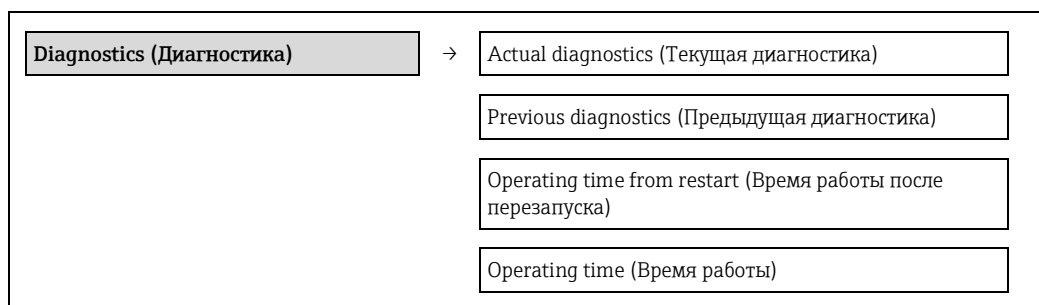 Diagnostics (Диагностика) → Actual diagnostics (Текущая диагностика)
Previous diagnostics (Предыдущая диагностика)
Operating time from restart (Время работы после
перезапуска)
Operating time (Время работы)